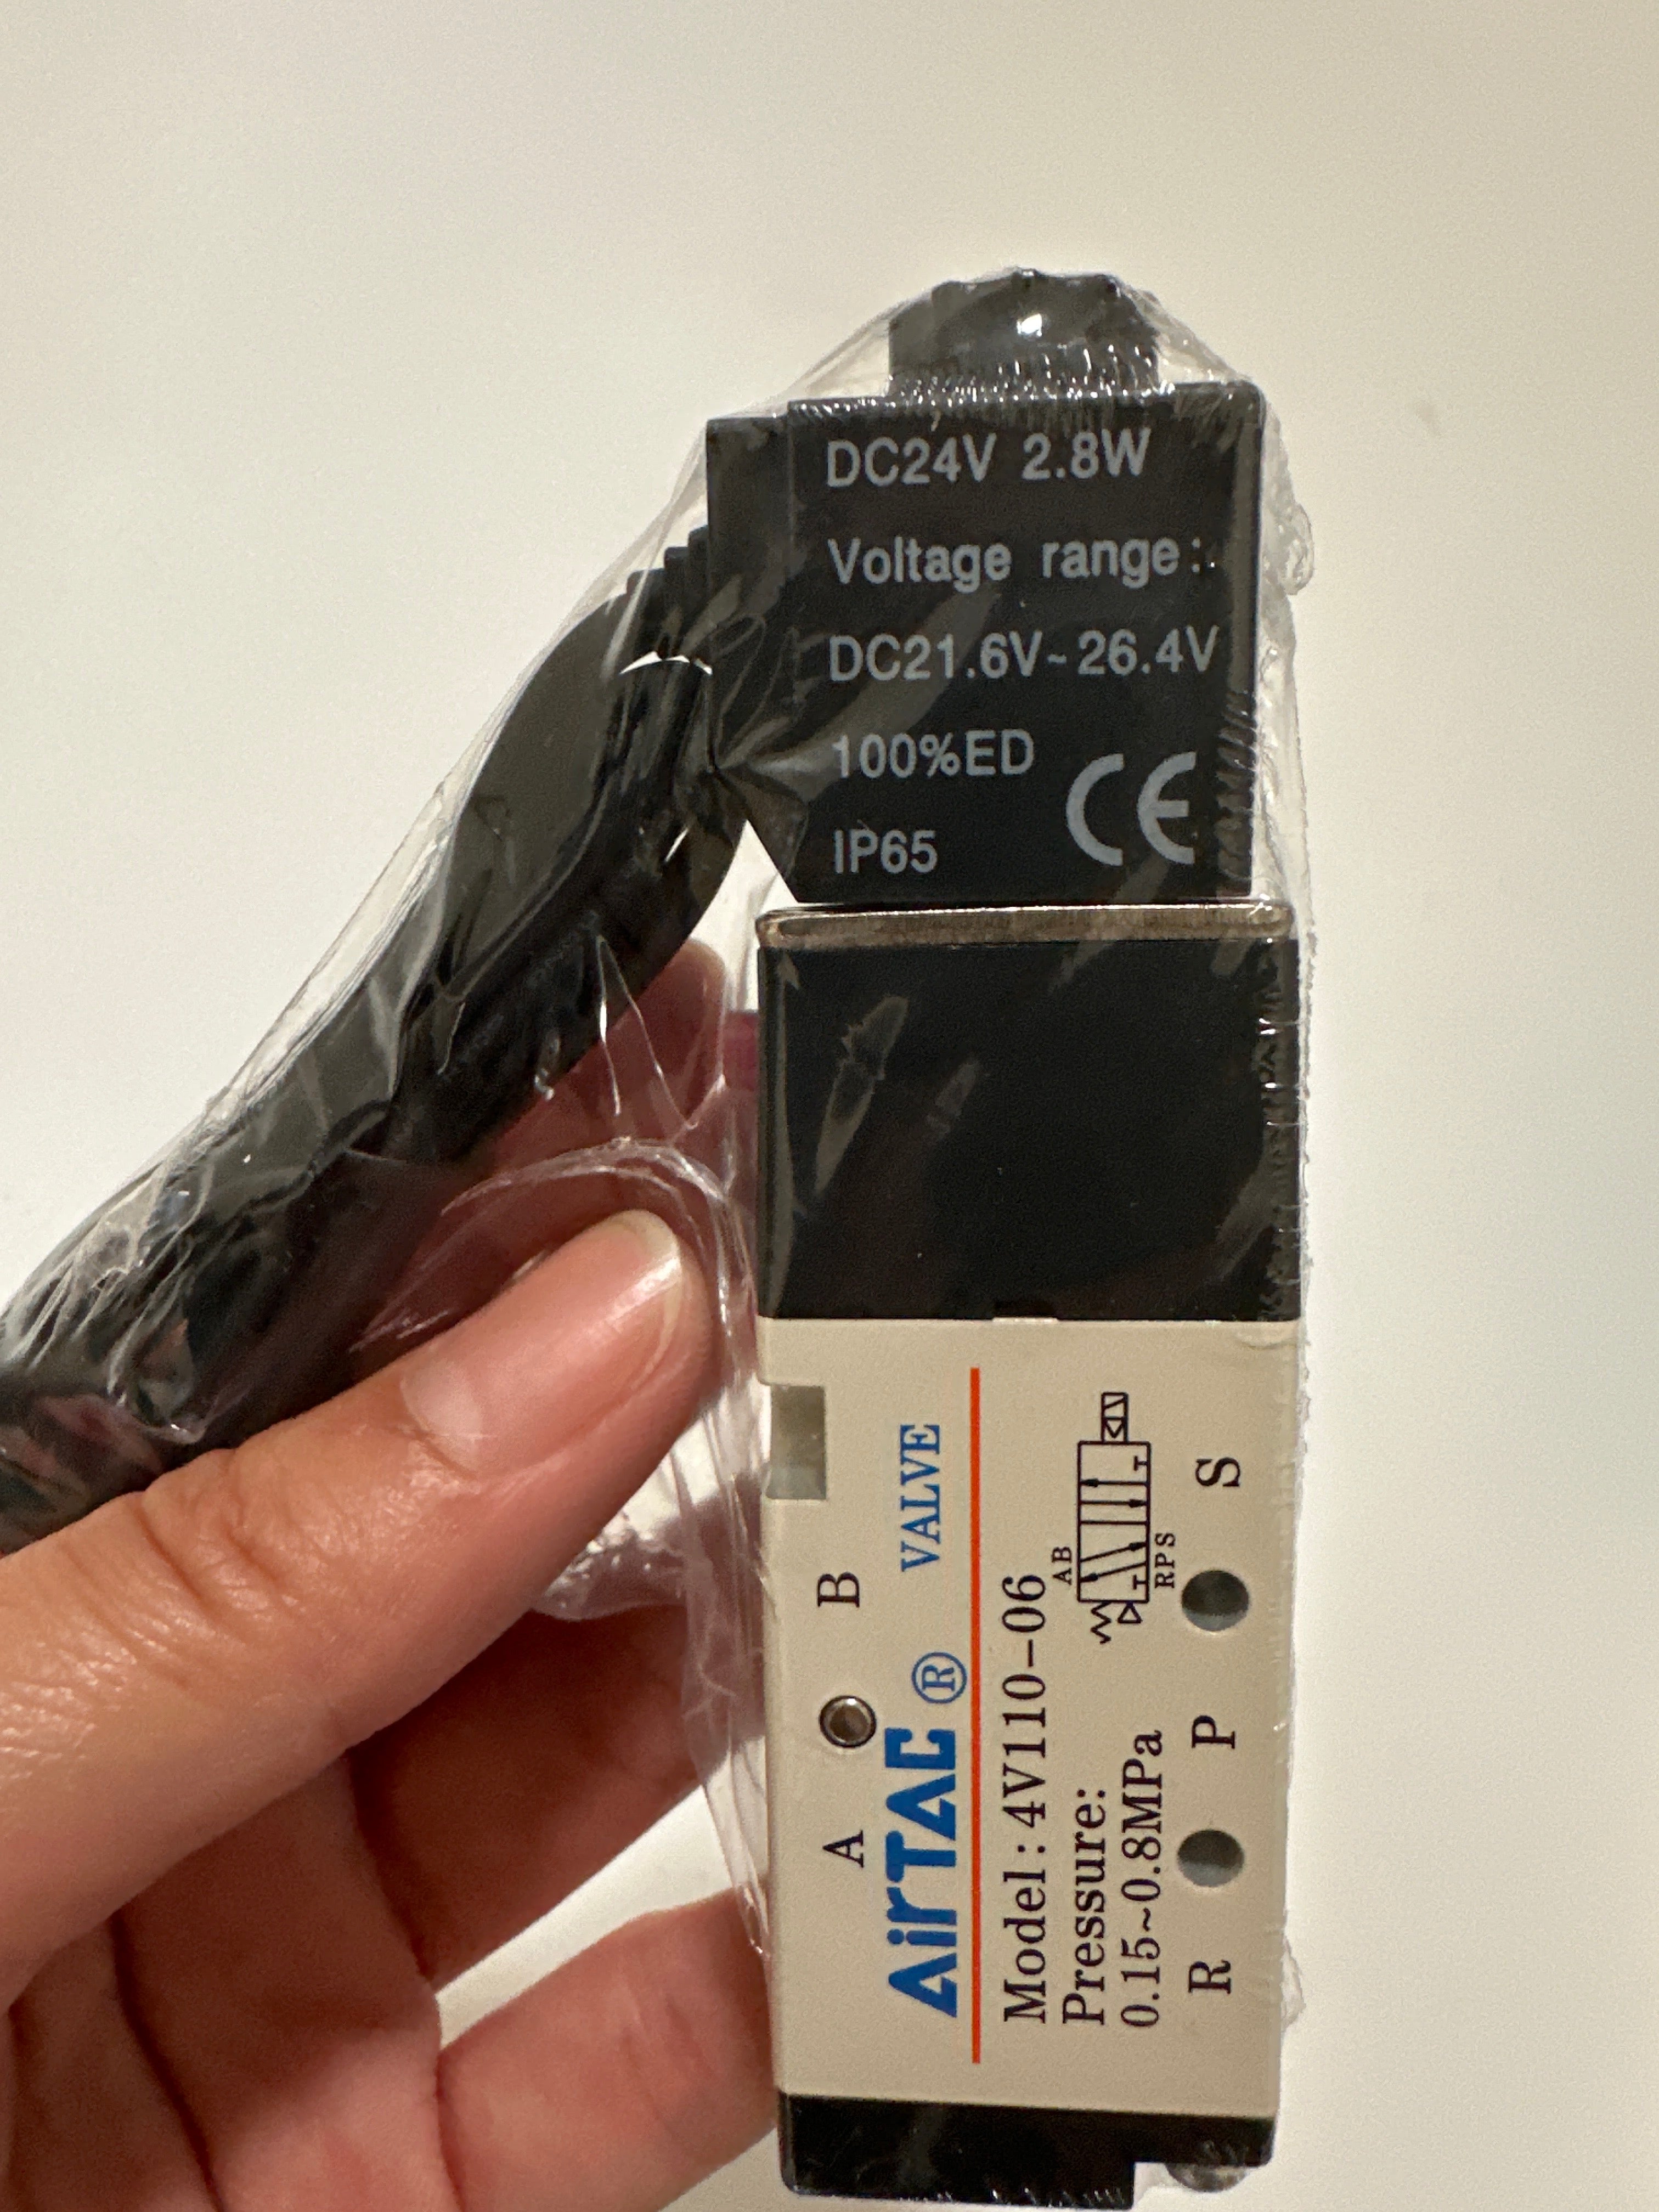 DC24V 2.8W
Voltage range:
DC21.6V~26.4V
100%ED
IP65
CE
A B
AirTAC® VALVE
Model:4V110-06
Pressure:
0.15~0.8MPa
AB
RPS
R P S